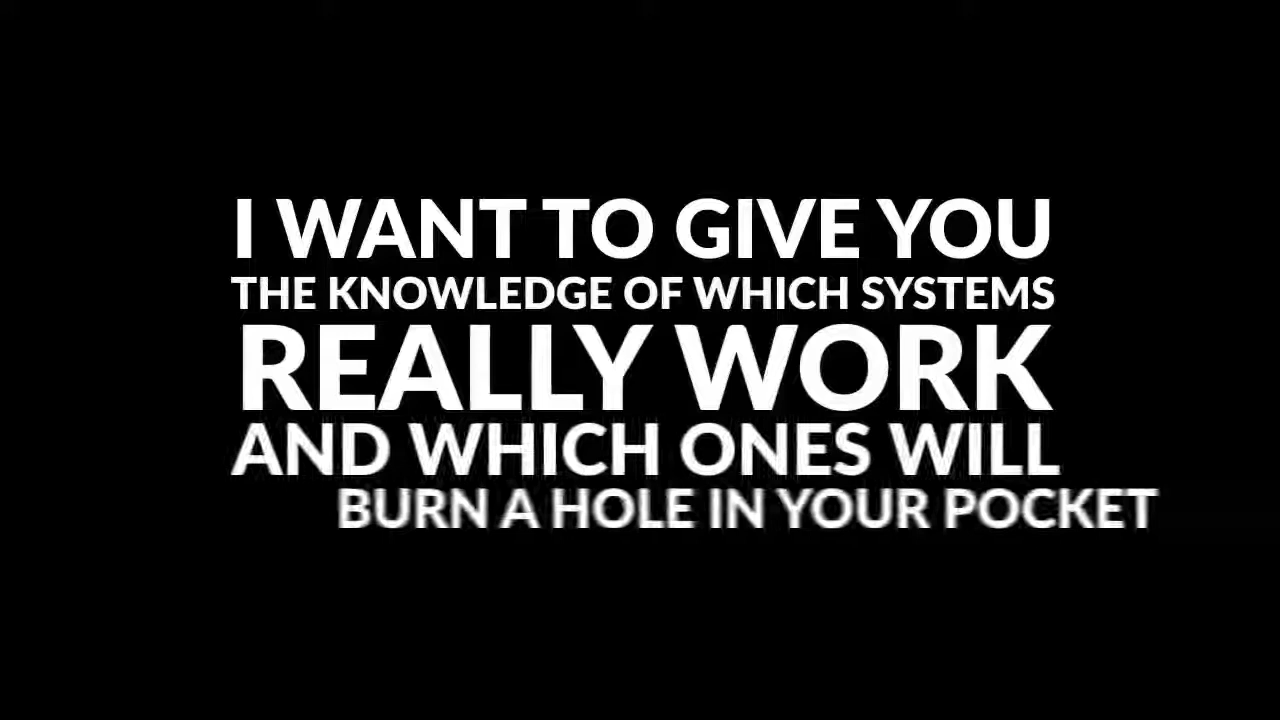 I WANT TO GIVE YOU
THE KNOWLEDGE OF WHICH SYSTEMS
REALLY WORK
AND WHICH ONES WILL
BURN A HOLE IN YOUR POCKET